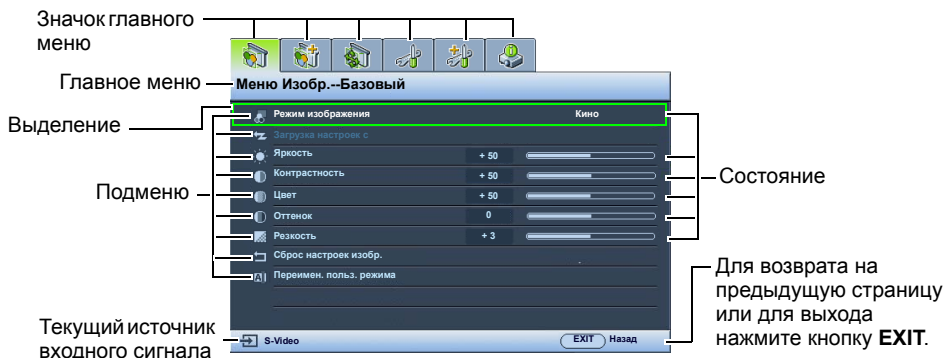 Значок главного
меню
Главное меню
Меню Изобр.--Базовый
Выделение
Режим изображения Кино
Загрузка настроек с
Яркость + 50
Контрастность + 50
Подменю
Состояние
Цвет + 50
Оттенок 0
Резкость + 3
Сброс настроек изобр.
Переимен. польз. режима
Для возврата на
предыдущую страницу
или для выхода
нажмите кнопку EXIT.
Текущий источник
входного сигнала
S-Video EXIT Назад